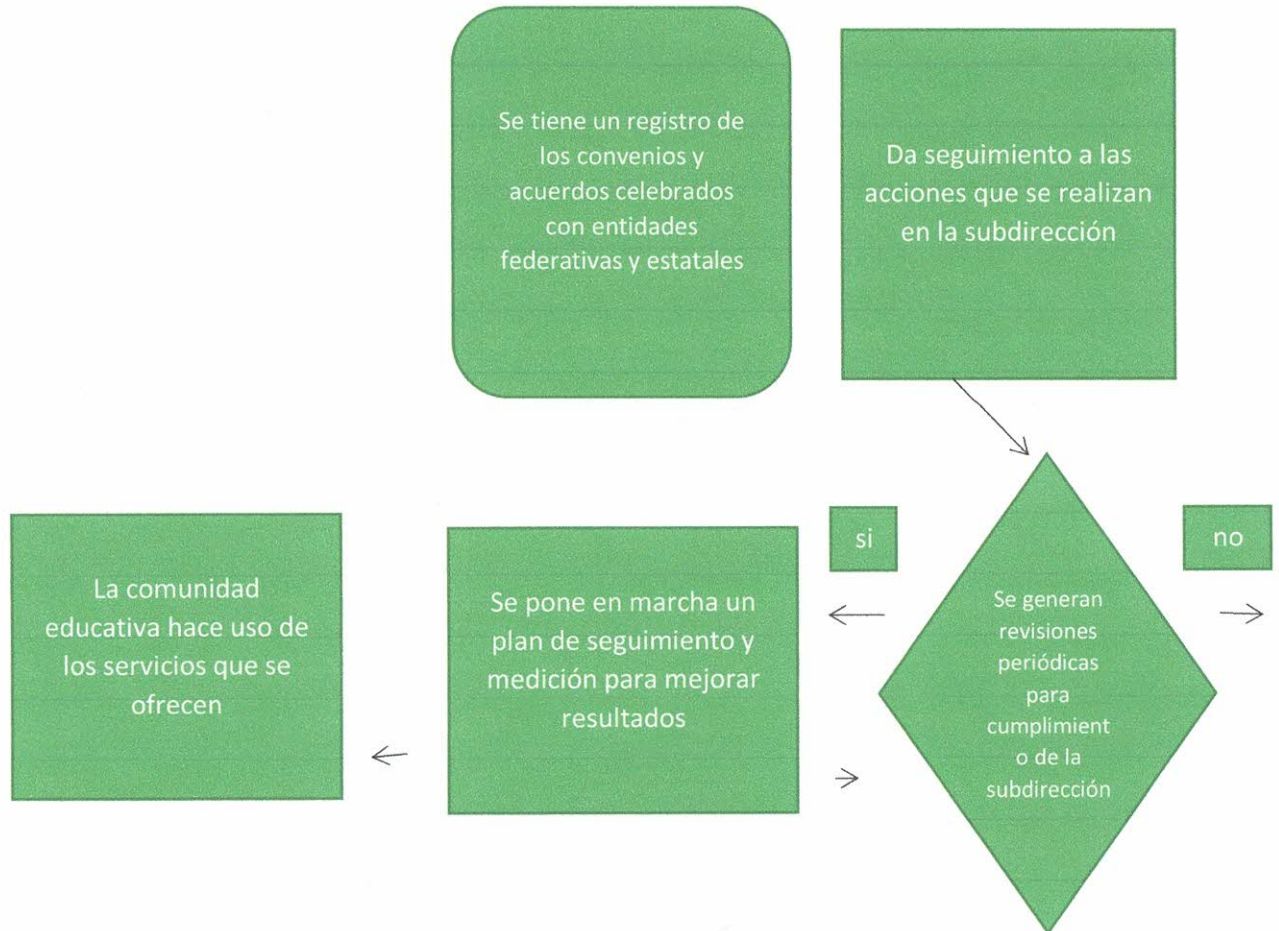 Se tiene un registro de
los convenios y
acuerdos celebrados
con entidades
federativas y estatales
Da seguimiento a las
acciones que se realizan
en la subdirección
La comunidad
educativa hace uso de
los servicios que se
ofrecen
Se pone en marcha un
plan de seguimiento y
medición para mejorar
resultados
si
Se generan
revisiones
periódicas
para
cumplimient
o de la
subdirección
no